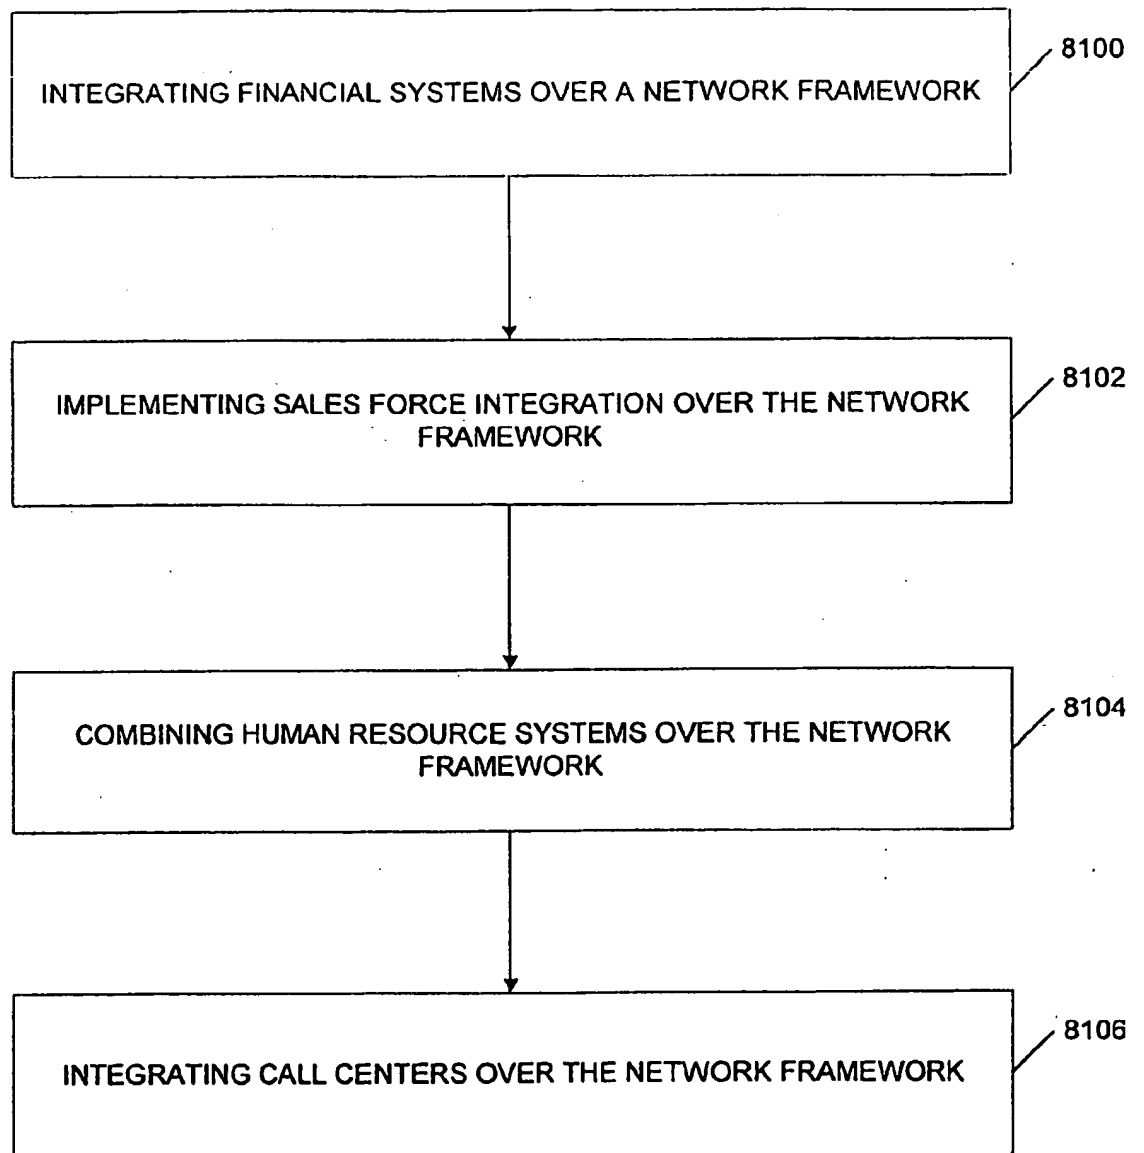 INTEGRATING FINANCIAL SYSTEMS OVER A NETWORK FRAMEWORK
8100
IMPLEMENTING SALES FORCE INTEGRATION OVER THE NETWORK
FRAMEWORK
8102
COMBINING HUMAN RESOURCE SYSTEMS OVER THE NETWORK
FRAMEWORK
8104
INTEGRATING CALL CENTERS OVER THE NETWORK FRAMEWORK
8106